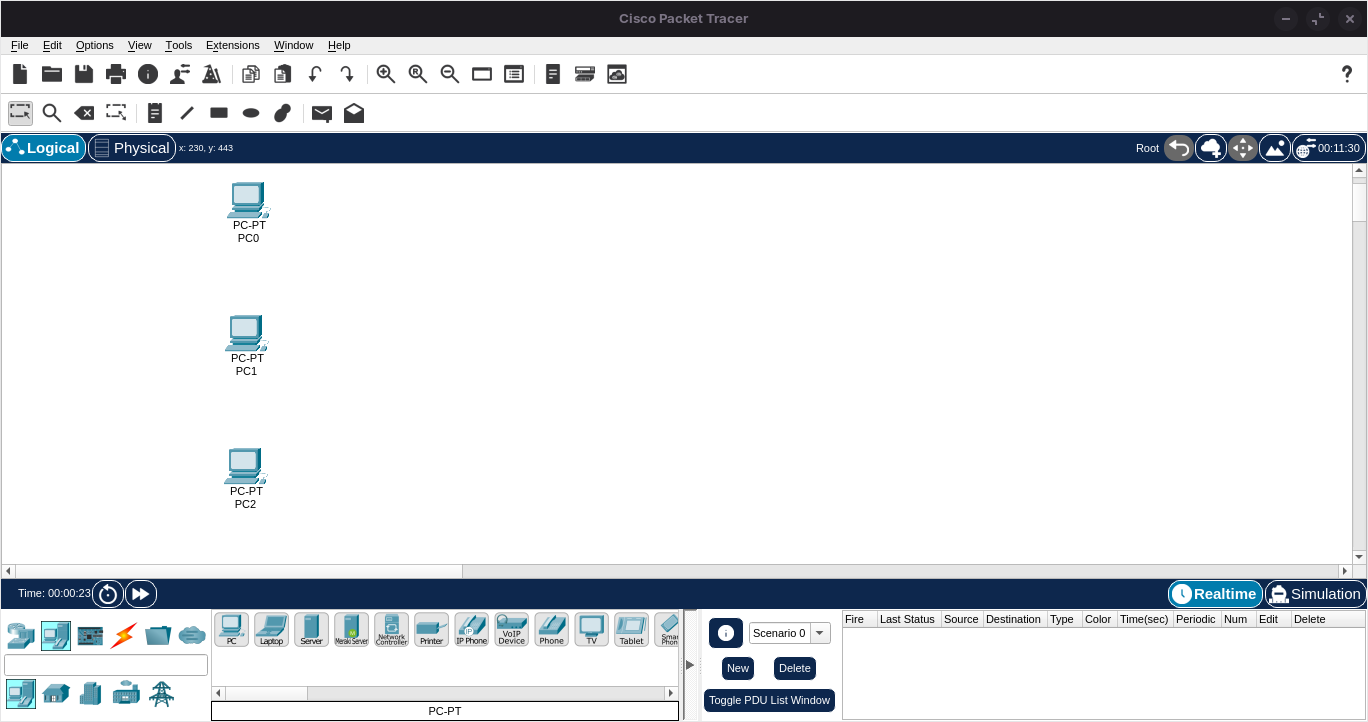 Cisco Packet Tracer
File Edit Options View Tools Extensions Window Help
Logical Physical x: 230, y: 443 Root 00:11:30
PC-PT
PC0
PC-PT
PC1
PC-PT
PC2
Time: 00:00:23 Realtime Simulation
PC Laptop Server Meraki Server Network Controller Printer IP Phone VoIP Device Phone TV Tablet
PC-PT
Scenario 0
New Delete
Toggle PDU List Window
Fire Last Status Source Destination Type Color Time(sec) Periodic Num Edit Delete